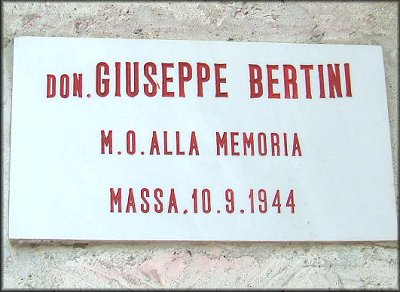 DON. GIUSEPPE BERTINI
M.O. ALLA MEMORIA
MASSA, 10.9.1944